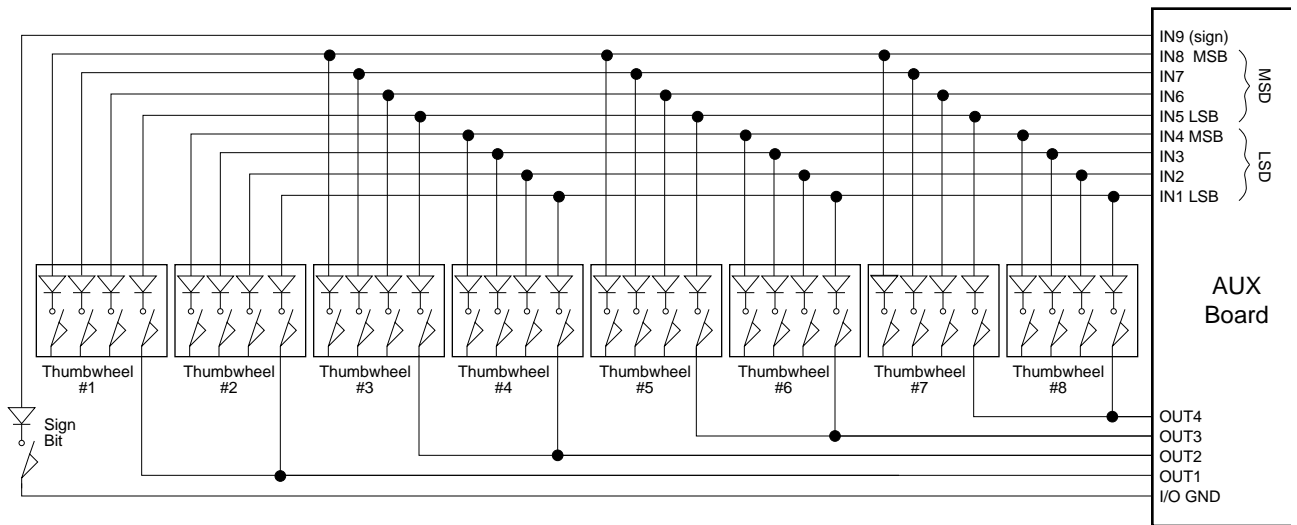 IN9 (sign)
IN8 MSB
IN7
IN6
IN5 LSB
MSD
IN4 MSB
IN3
IN2
IN1 LSB
LSD
AUX
Board
Thumbwheel
#1
Thumbwheel
#2
Thumbwheel
#3
Thumbwheel
#4
Thumbwheel
#5
Thumbwheel
#6
Thumbwheel
#7
Thumbwheel
#8
Sign
Bit
OUT4
OUT3
OUT2
OUT1
I/O GND